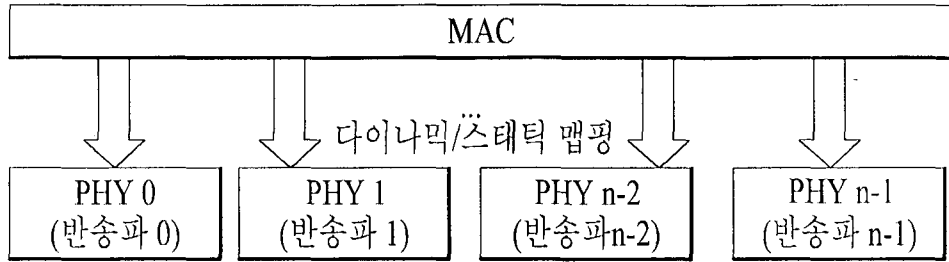 MAC
...
다이나믹/스태틱 맵핑
PHY 0
(반송파 0)
PHY 1
(반송파 1)
PHY n-2
(반송파n-2)
PHY n-1
(반송파 n-1)